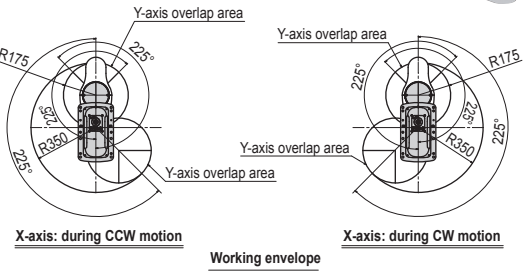 Y-axis overlap area
R175
225°
225°
R350
225°
Y-axis overlap area
X-axis: during CCW motion
Y-axis overlap area
R175
225°
225°
225°
R350
Y-axis overlap area
X-axis: during CW motion
Working envelope